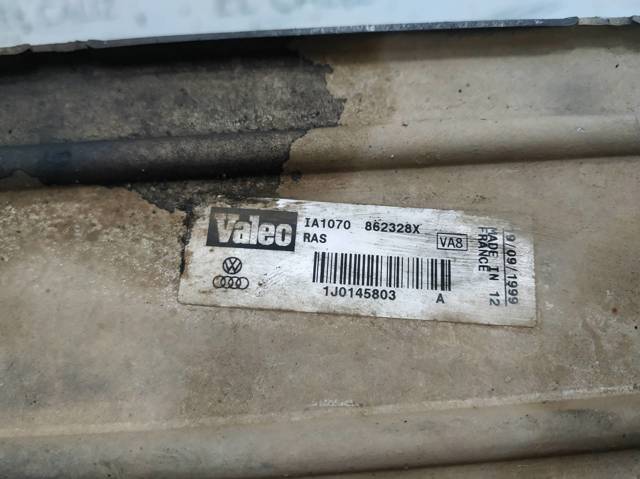 Valeo
IA1070 862328X
RAS
VA8
1J0145803 A
MADE IN 12
FRANCE
9/09/1999